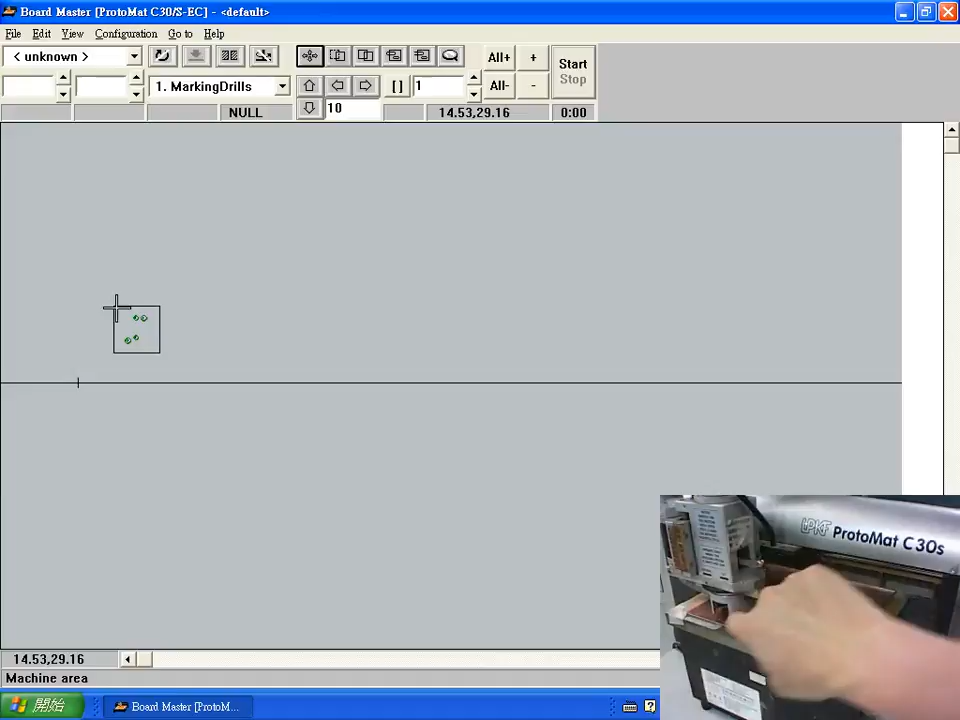 Board Master [ProtoMat C30/S-EC] - <default>
File Edit View Configuration Go to Help
< unknown > All+ + Start
Stop
1. MarkingDrills [ ] 1 All- -
NULL 10 14.53,29.16 0:00
LPKF ProtoMat C30s
14.53,29.16
Machine area
開始 Board Master [ProtoM...